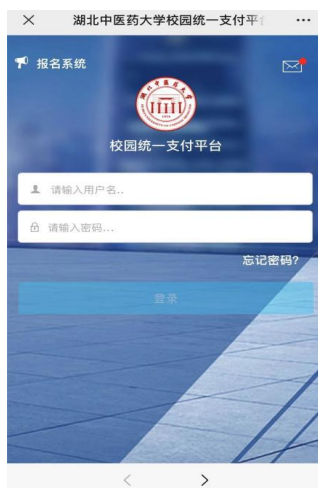 湖北中医药大学校园统一支付平
报名系统
校园统一支付平台
请输入用户名..
请输入密码...
忘记密码?
登录